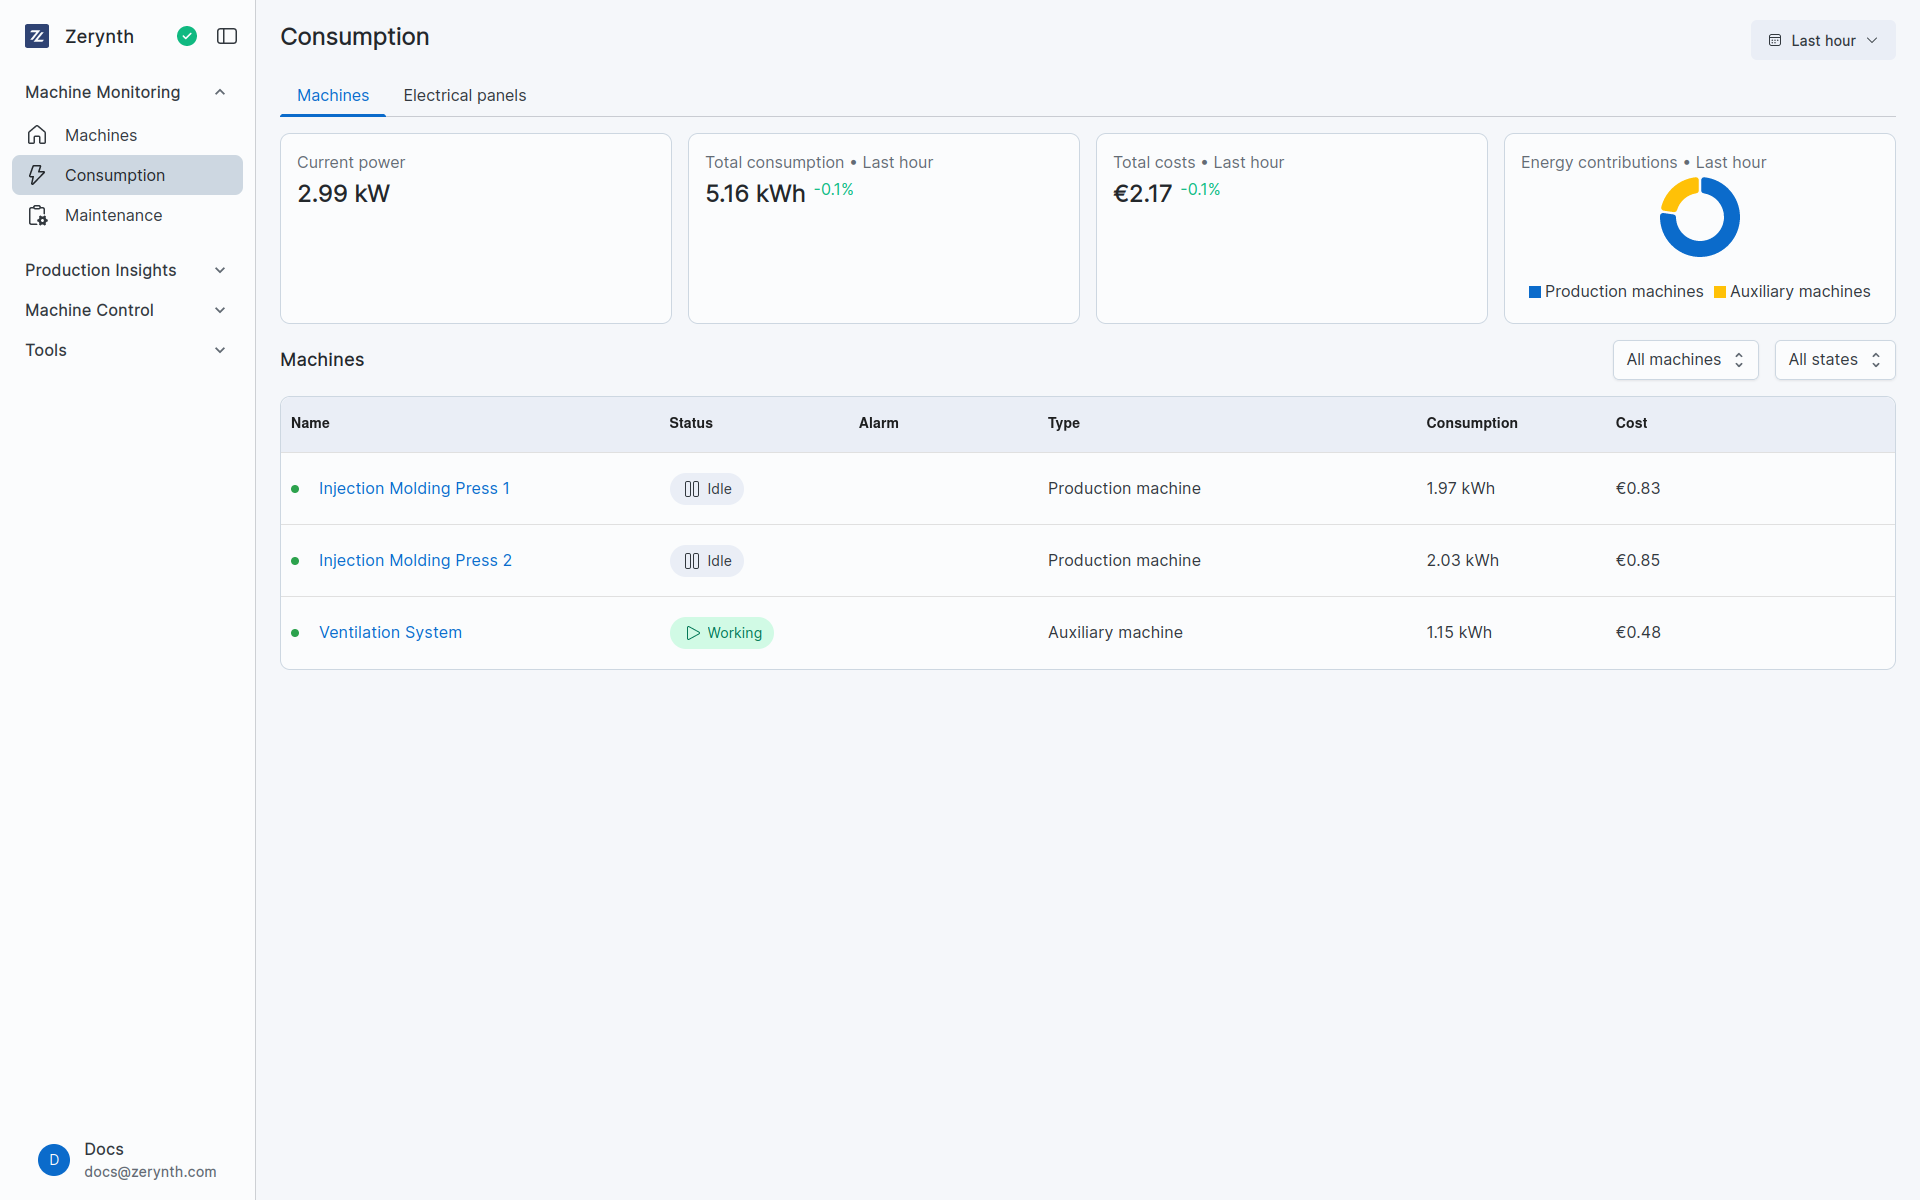 Zerynth
Machine Monitoring
Machines
Consumption
Maintenance
Production Insights
Machine Control
Tools
Docs
D
docs@zerynth.com
Consumption
Last hour
Machines
Electrical panels
Current power
2.99 kW
Total consumption • Last hour
5.16 kWh -0.1%
Total costs • Last hour
€2.17 -0.1%
Energy contributions • Last hour
Production machines Auxiliary machines
Machines
All machines
All states
Name Status Alarm Type Consumption Cost
Injection Molding Press 1 Idle Production machine 1.97 kWh €0.83
Injection Molding Press 2 Idle Production machine 2.03 kWh €0.85
Ventilation System Working Auxiliary machine 1.15 kWh €0.48